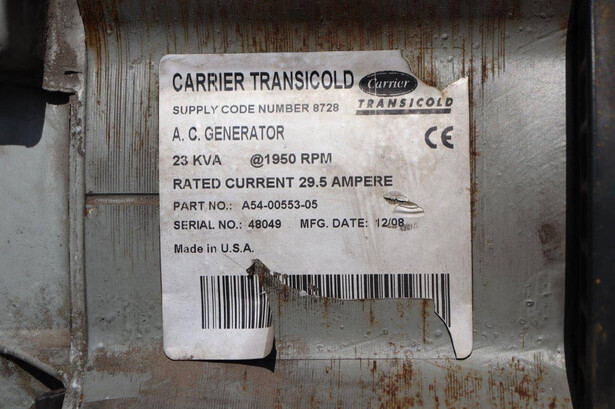 CARRIER TRANSICOLD
Carrier
TRANSICOLD
SUPPLY CODE NUMBER 8728
A. C. GENERATOR
CE
23 KVA @1950 RPM
RATED CURRENT 29.5 AMPERE
PART NO.: A54-00553-05
SERIAL NO.: 48049 MFG. DATE: 12/08
Made in U.S.A.